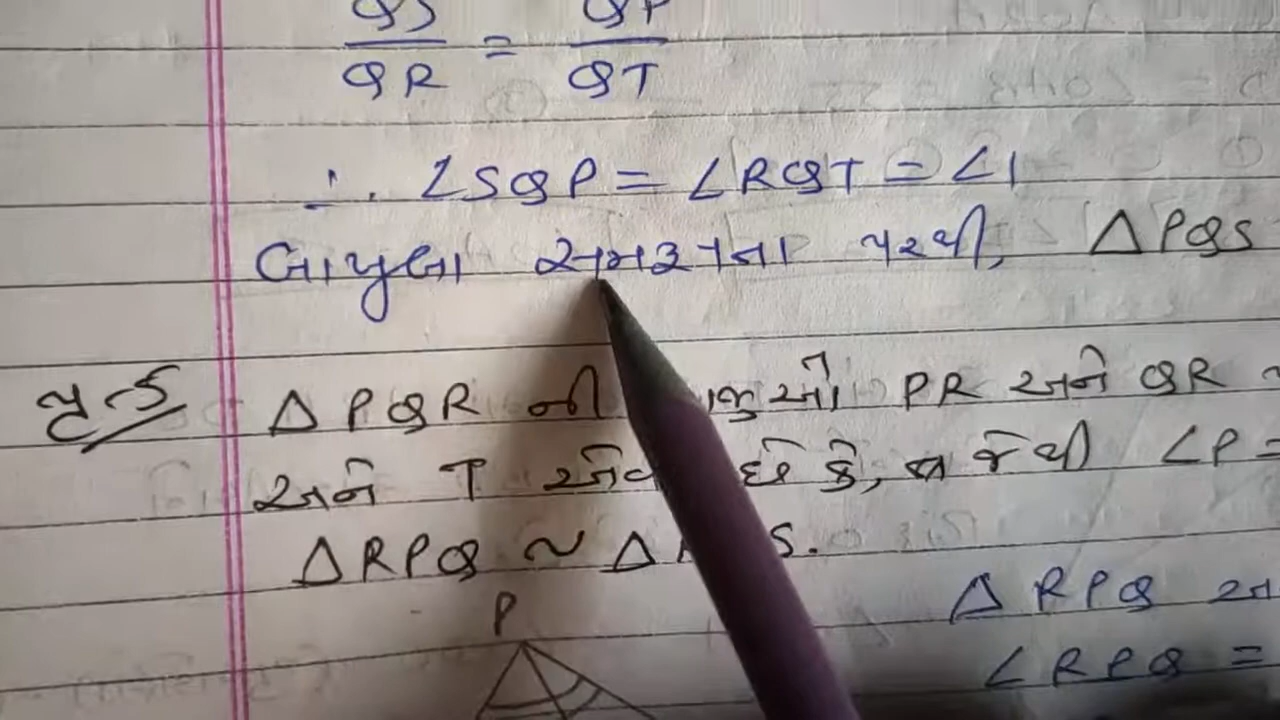 QS/QR = QP/QT
∴ ∠SQP = ∠RQT = ∠1
બાખૂબા સમરૂપતા પરથી, ΔPQS
પ્ર-5 ΔPQR ની જુઓ PR અને QR
અને T એવ છે કે, જેથી ∠P =
ΔRPQ ~ Δ S.
P
ΔRPQ
∠RPQ =